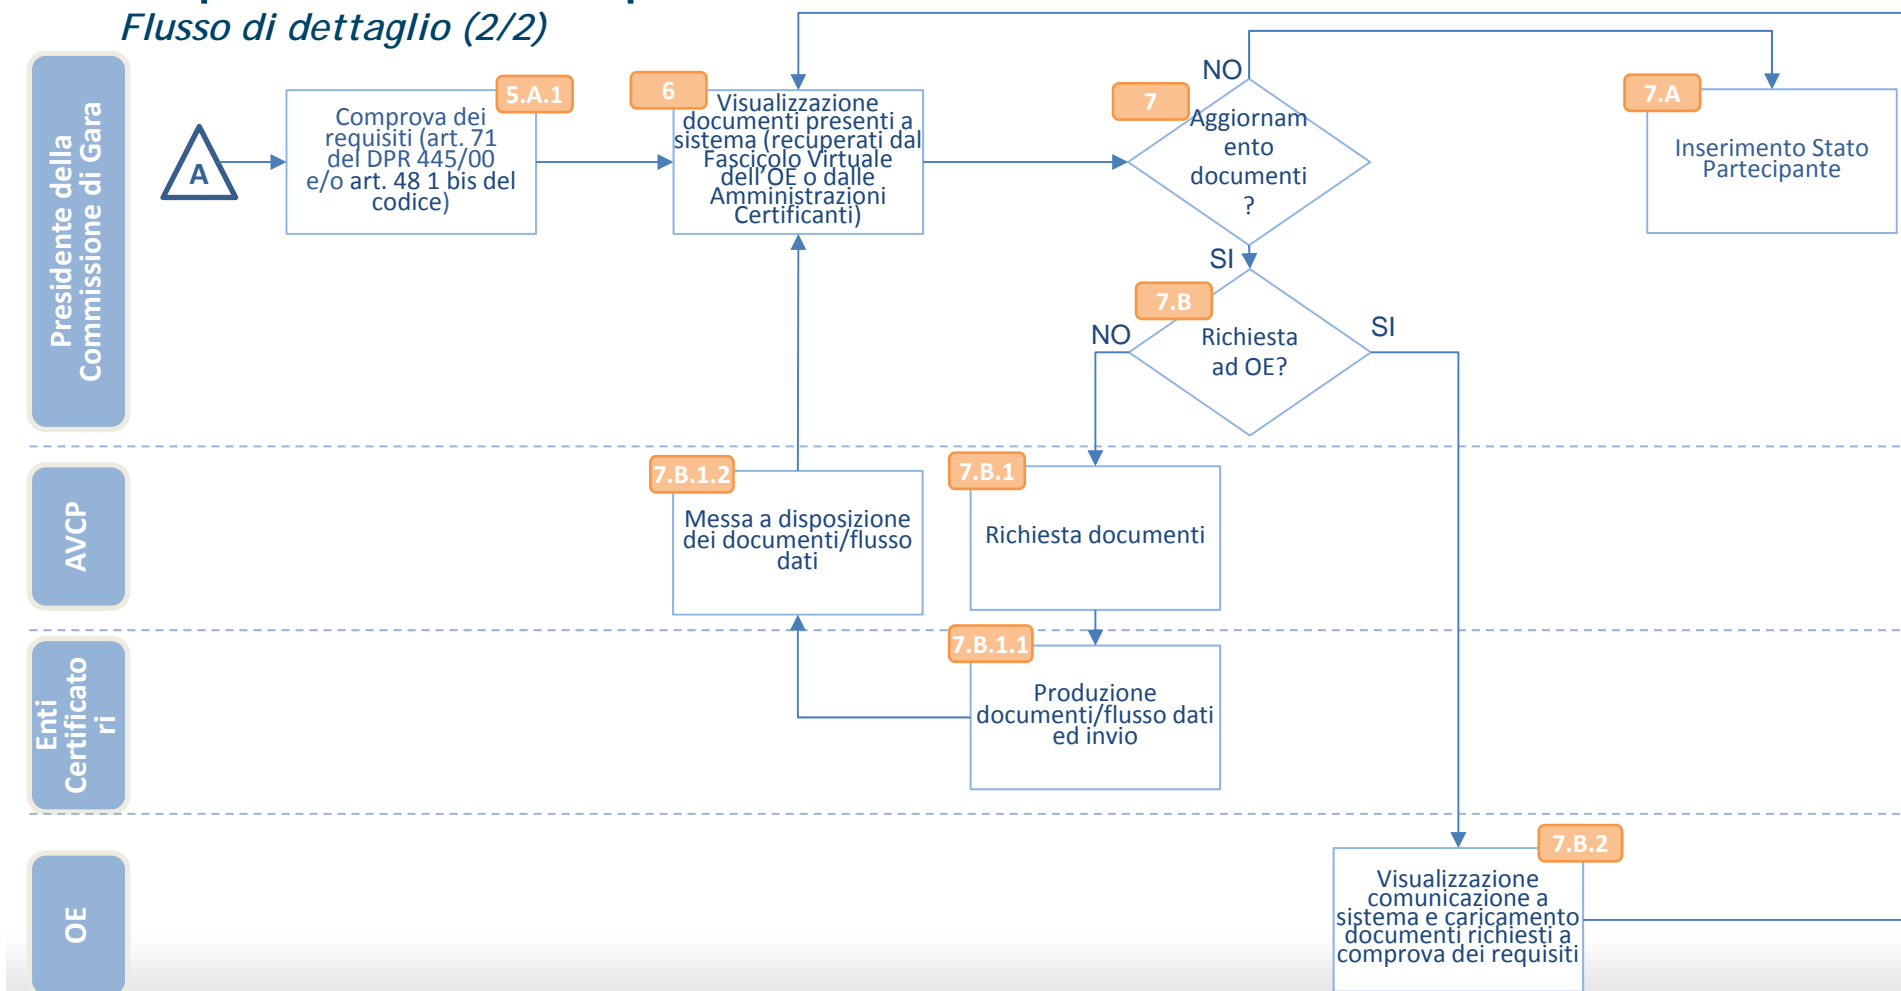 Flusso di dettaglio (2/2)
Presidente della
Commissione di Gara
A
5.A.1
Comprova dei
requisiti (art. 71
del DPR 445/00
e/o art. 48 1 bis del
codice)
6
Visualizzazione
documenti presenti a
sistema (recuperati dal
Fascicolo Virtuale
dell'OE o dalle
Amministrazioni
Certificanti)
7
NO
Aggiornam
ento
documenti
?
SI
7.A
Inserimento Stato
Partecipante
7.B
NO
Richiesta
ad OE?
SI
AVCP
7.B.1.2
Messa a disposizione
dei documenti/flusso
dati
7.B.1
Richiesta documenti
Enti
Certificato
ri
7.B.1.1
Produzione
documenti/flusso dati
ed invio
OE
7.B.2
Visualizzazione
comunicazione a
sistema e caricamento
documenti richiesti a
comprova dei requisiti